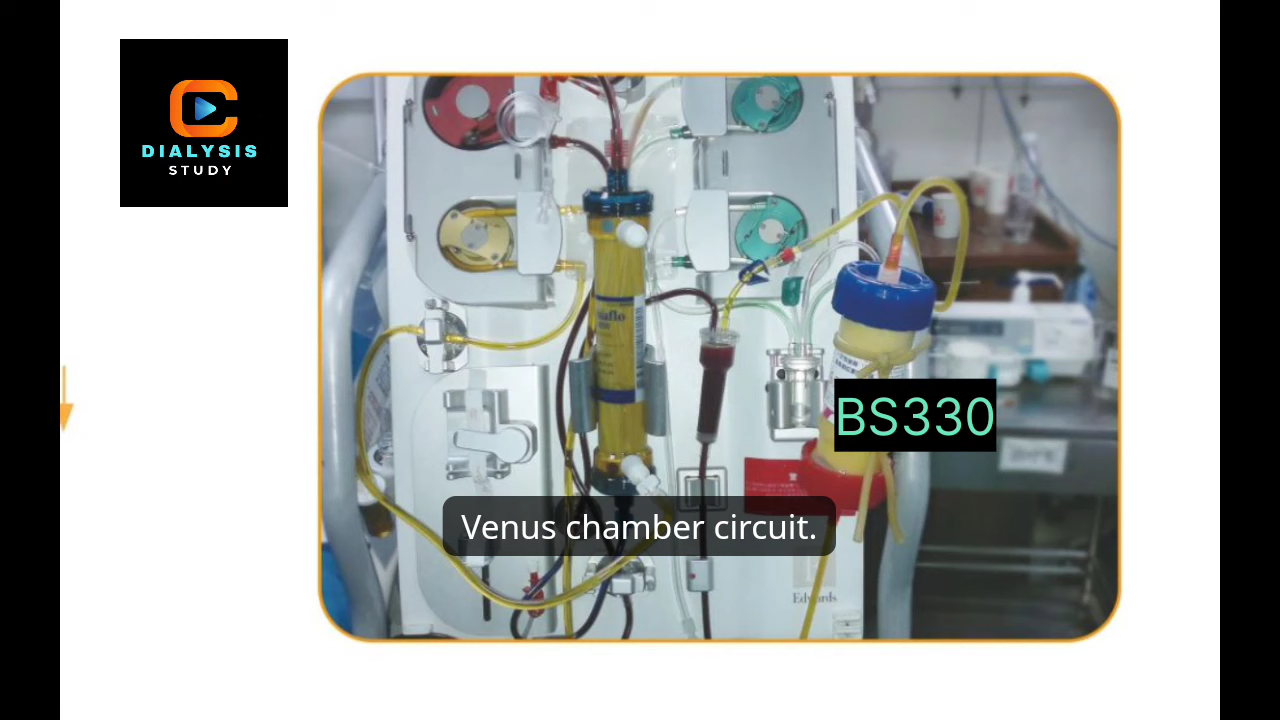 DIALYSIS
STUDY
BS330
Venus chamber circuit.
Edwards